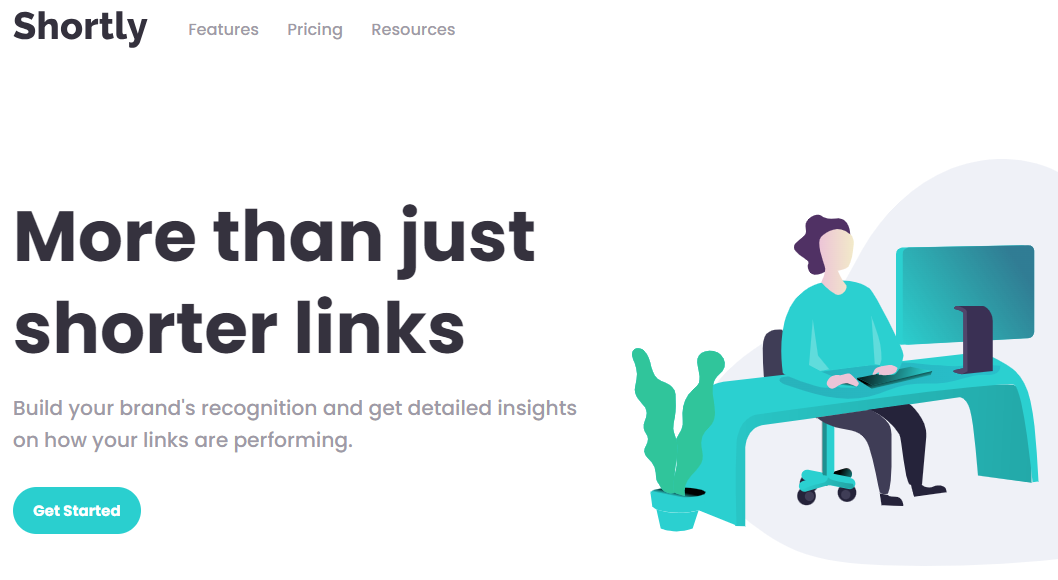 Shortly
Features Pricing Resources
More than just
shorter links
Build your brand's recognition and get detailed insights
on how your links are performing.
Get Started